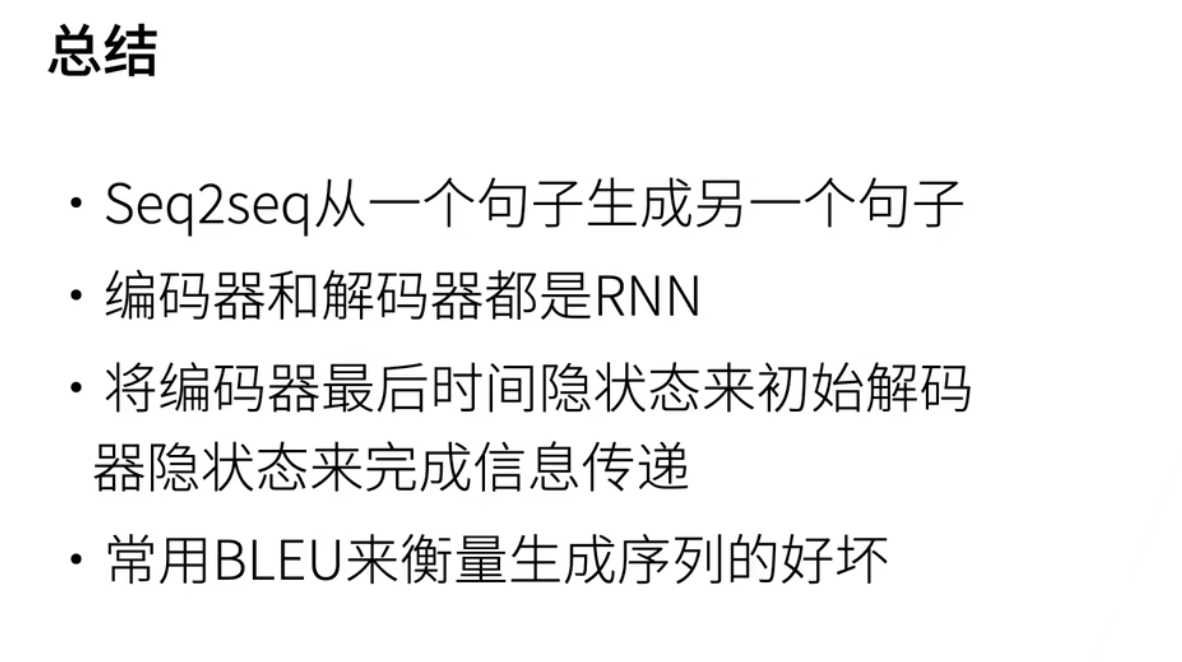 总结
• Seq2seq从一个句子生成另一个句子
• 编码器和解码器都是RNN
• 将编码器最后时间隐状态来初始解码
器隐状态来完成信息传递
• 常用BLEU来衡量生成序列的好坏